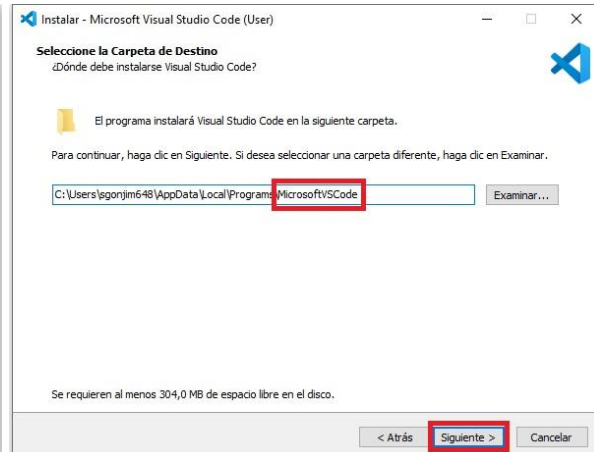 Instalar - Microsoft Visual Studio Code (User)
Seleccione la Carpeta de Destino
¿Dónde debe instalarse Visual Studio Code?
El programa instalará Visual Studio Code en la siguiente carpeta.
Para continuar, haga clic en Siguiente. Si desea seleccionar una carpeta diferente, haga clic en Examinar.
C:\Users\sgonjim648\AppData\Local\Programs\MicrosoftVSCode
Examinar...
Se requieren al menos 304,0 MB de espacio libre en el disco.
< Atrás
Siguiente >
Cancelar